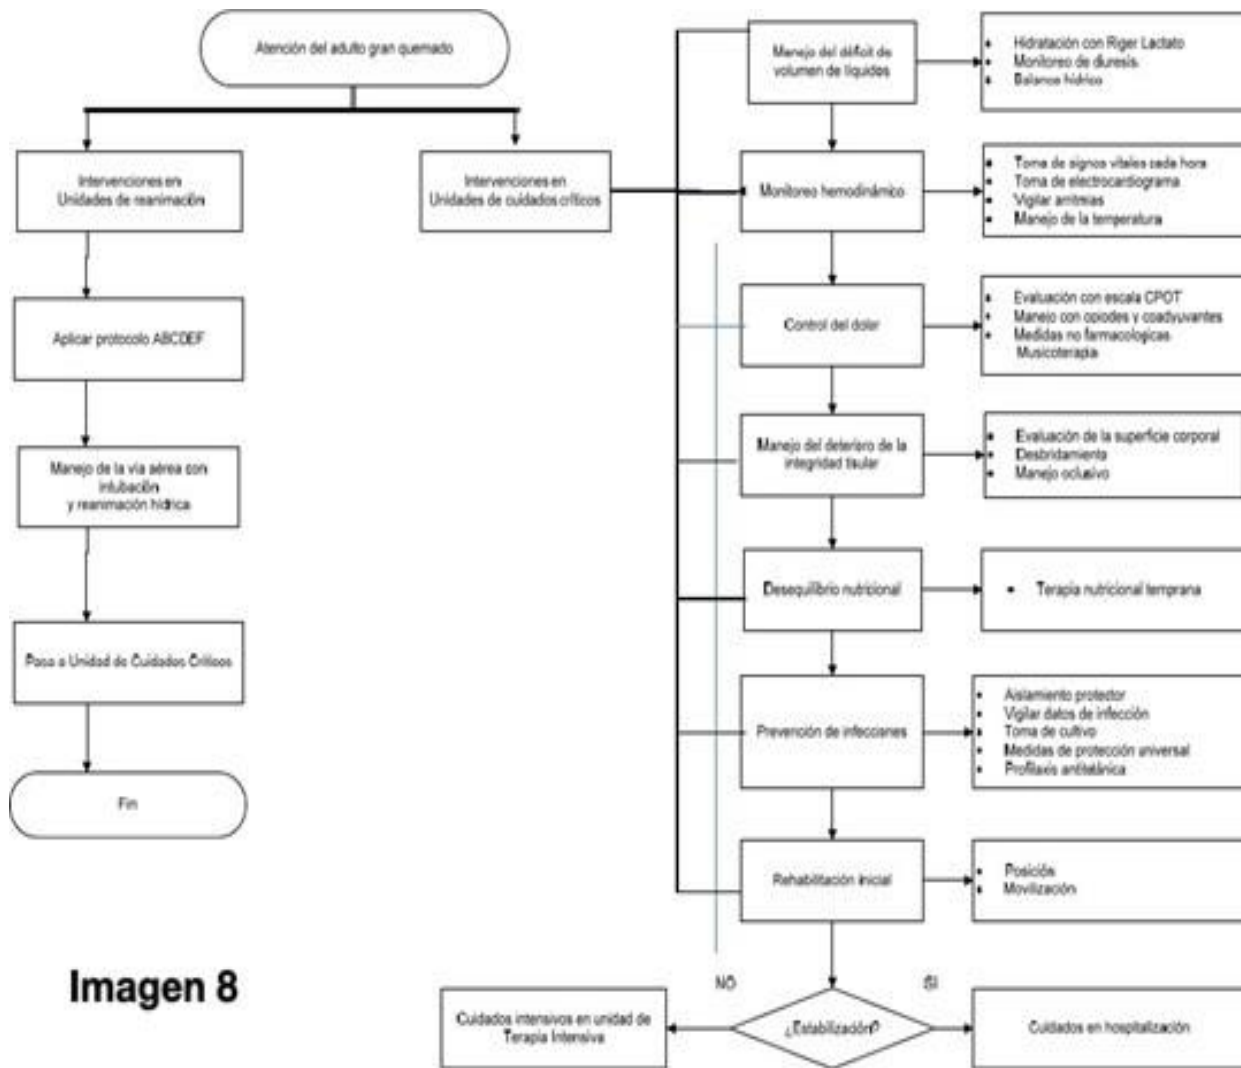 Atención del adulto gran quemado
Intervenciones en
Unidades de reanimación
Aplicar protocolo ABCDEF
Manejo de la vía aérea con
intubación
y reanimación hídrica
Pasa a Unidad de Cuidados Críticos
Fin
Intervenciones en
Unidades de cuidados críticos
Manejo del déficit de
volumen de líquidos
• Hidratación con Riger Lactato
• Monitoreo de diuresis
• Balance hídrico
Monitoreo hemodinámico
• Toma de signos vitales cada hora
• Toma de electrocardiograma
• Vigilar arritmias
• Manejo de la temperatura
Control del dolor
• Evaluación con escala CPOT
• Manejo con opiodes y coadyuvantes
• Medidas no farmacologicas
Musicoterapia
Manejo del deterioro de la
integridad tisular
• Evaluación de la superficie corporal
• Desbridamiento
• Manejo oclusivo
Desequilibrio nutricional
• Terapia nutricional temprana
Prevención de infecciones
• Aislamiento protector
• Vigilar datos de infección
• Toma de cultivo
• Medidas de protección universal
• Profilaxis antitetánica
Rehabilitación inicial
• Posición
• Movilización
NO
SI
¿Estabilización?
Cuidados intensivos en unidad de
Terapia Intensiva
Cuidados en hospitalización
Imagen 8